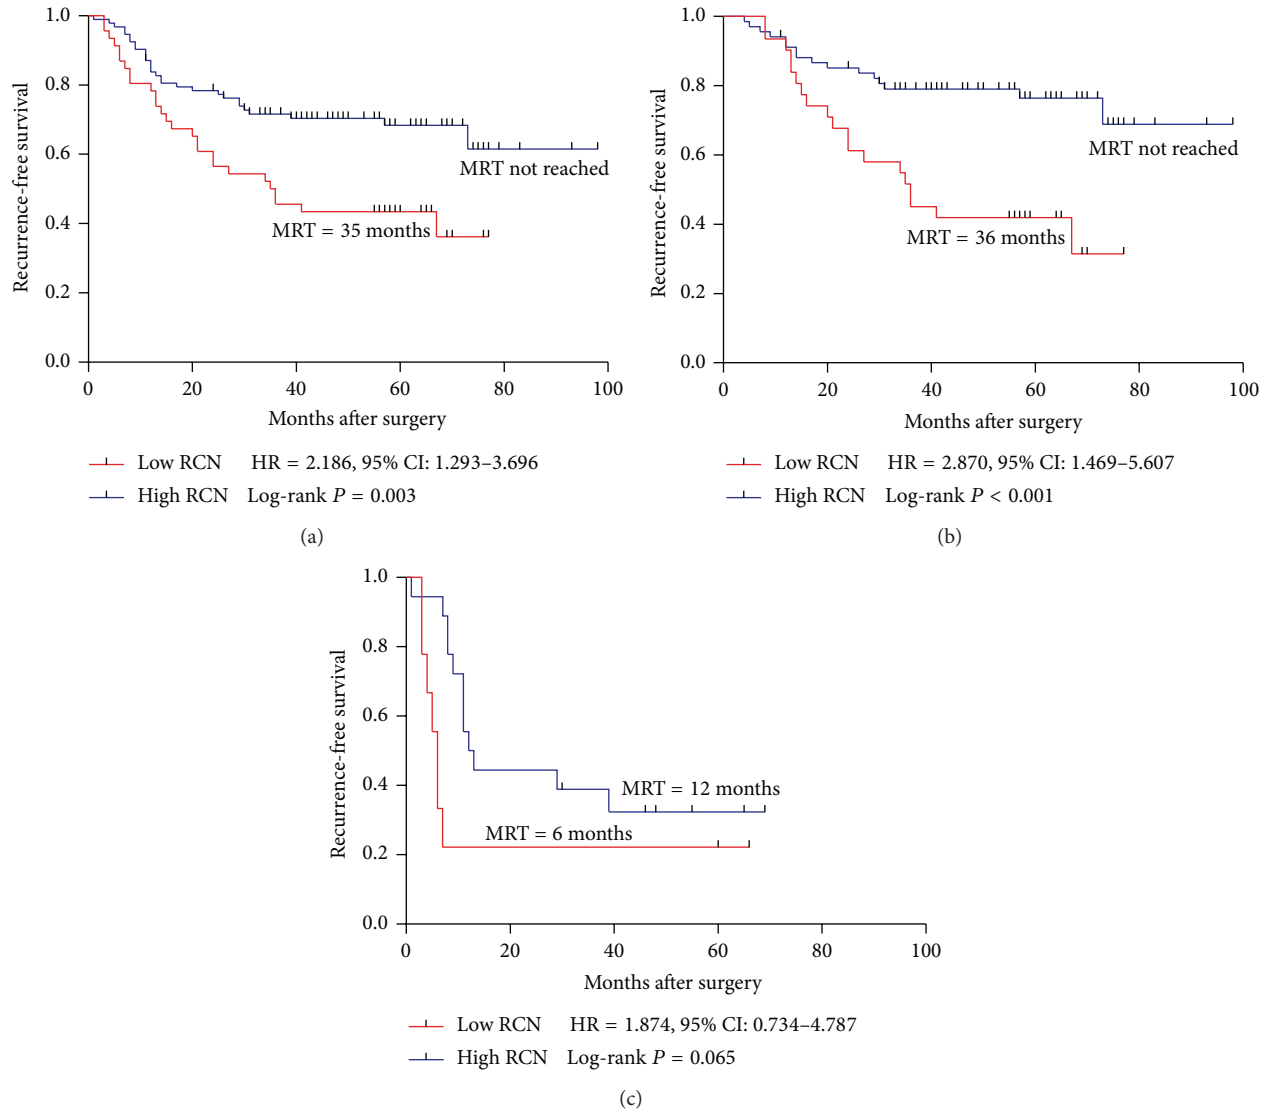 1.0
0.8
0.6
0.4
0.2
0.0
Recurrence-free survival
MRT not reached
MRT = 35 months
0 20 40 60 80 100
Months after surgery
Low RCN HR = 2.186, 95% CI: 1.293–3.696
High RCN Log-rank P = 0.003
(a)
1.0
0.8
0.6
0.4
0.2
0.0
Recurrence-free survival
MRT not reached
MRT = 36 months
0 20 40 60 80 100
Months after surgery
Low RCN HR = 2.870, 95% CI: 1.469–5.607
High RCN Log-rank P < 0.001
(b)
1.0
0.8
0.6
0.4
0.2
0.0
Recurrence-free survival
MRT = 12 months
MRT = 6 months
0 20 40 60 80 100
Months after surgery
Low RCN HR = 1.874, 95% CI: 0.734–4.787
High RCN Log-rank P = 0.065
(c)